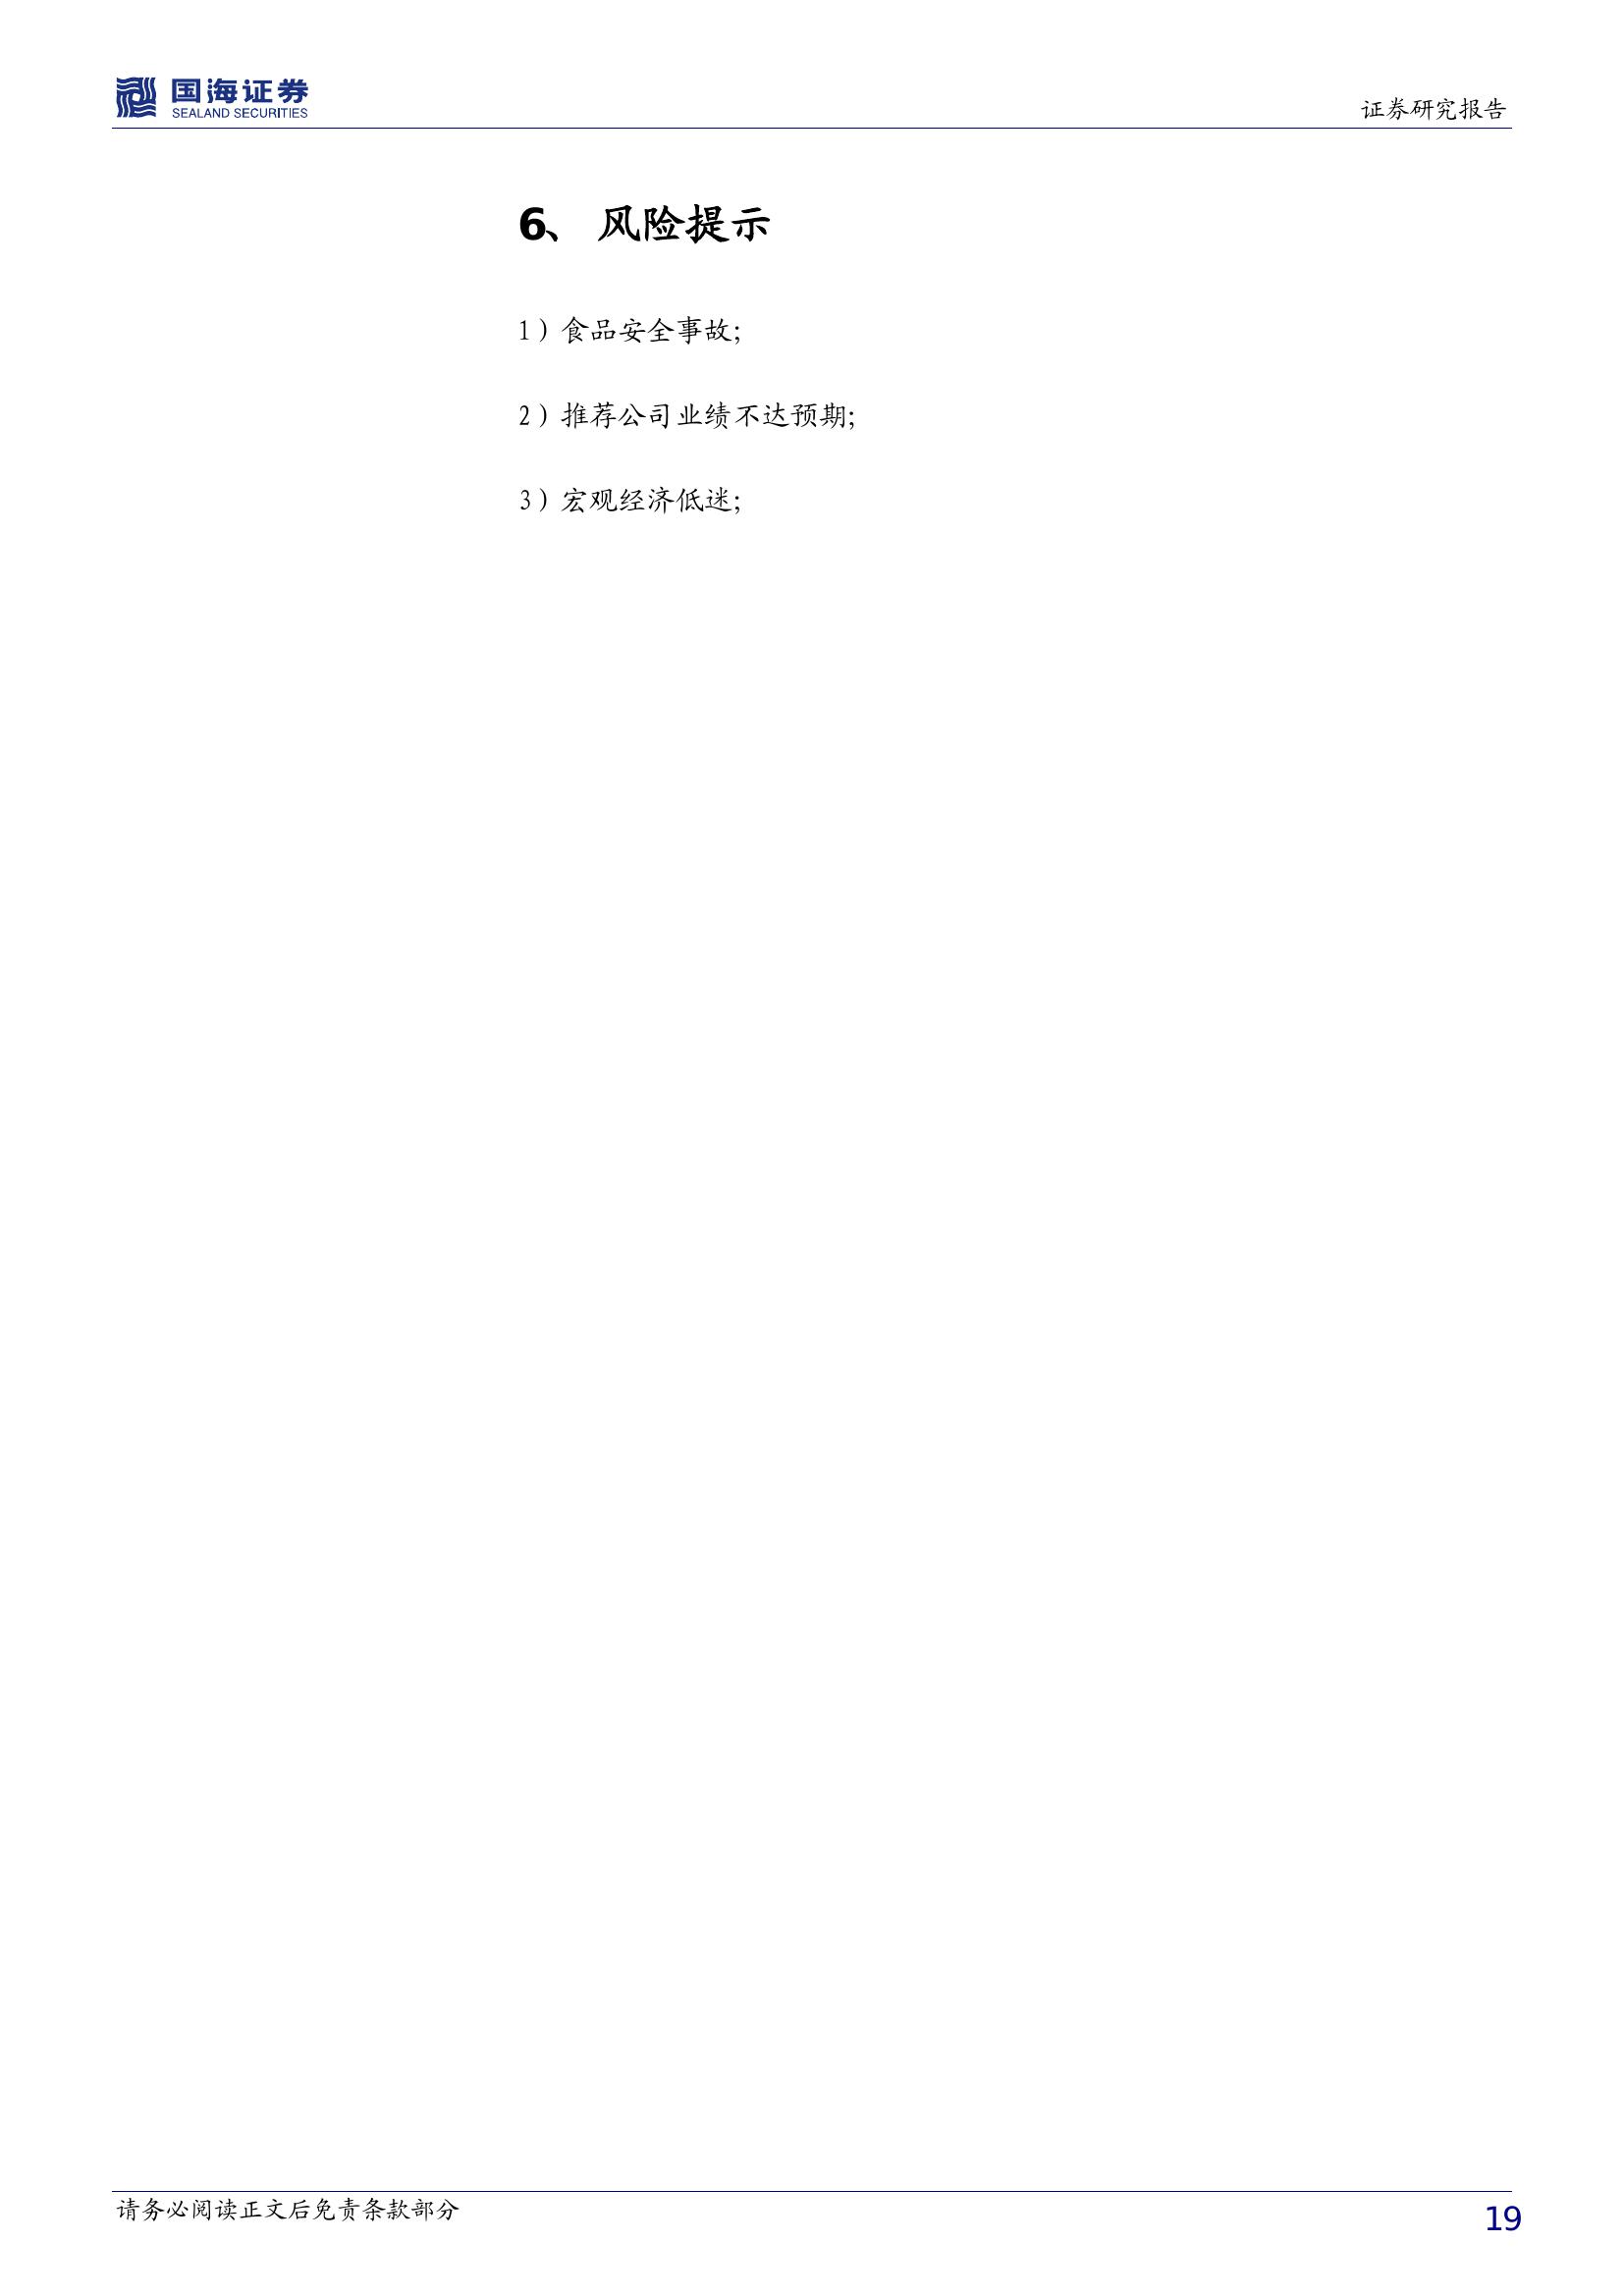 国海证券
SEALAND SECURITIES
证券研究报告
6、 风险提示
1）食品安全事故；
2）推荐公司业绩不达预期；
3）宏观经济低迷；
请务必阅读正文后免责条款部分
19